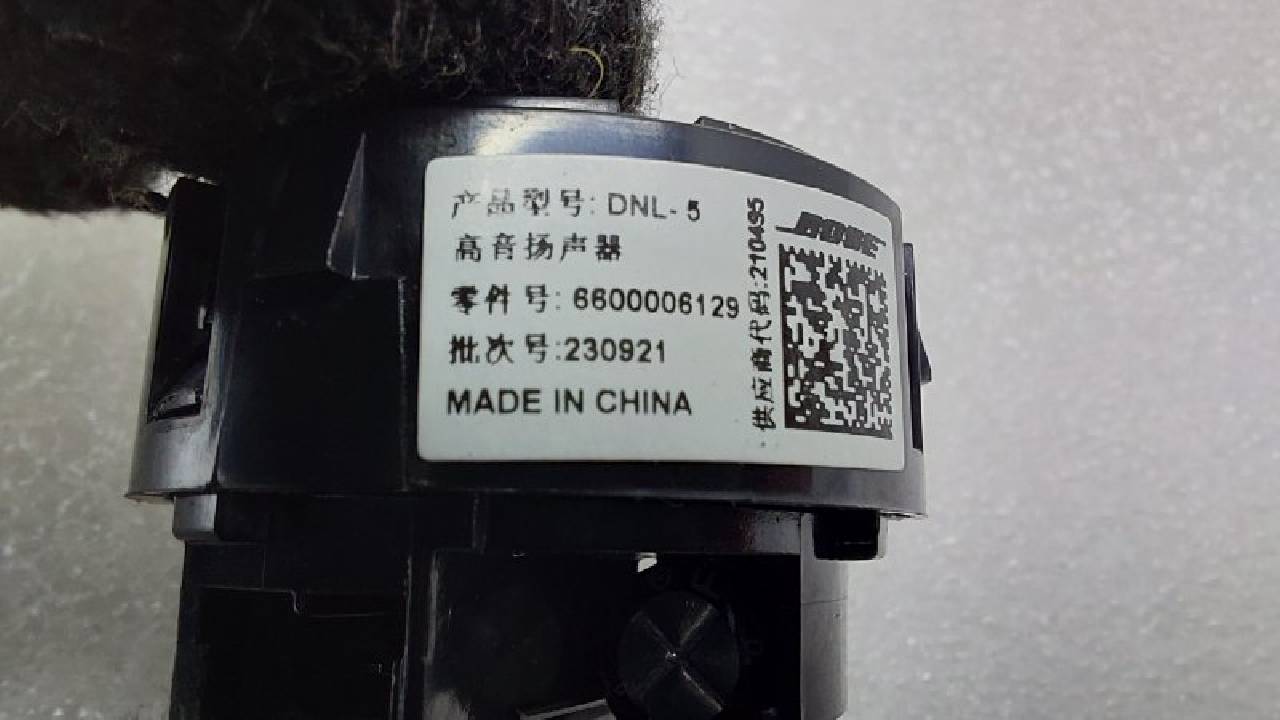 产品型号: DNL-5
高音扬声器
零件号: 6600006129
批次号:230921
MADE IN CHINA
供应商代码:210495
BOSE